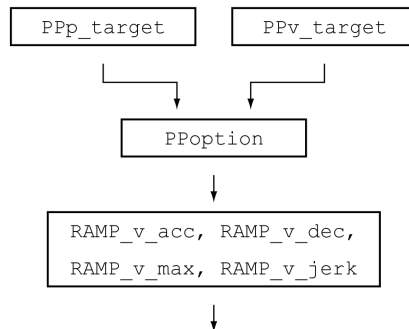 PPp_target
PPv_target
PPoption
RAMP_v_acc, RAMP_v_dec,
RAMP_v_max, RAMP_v_jerk